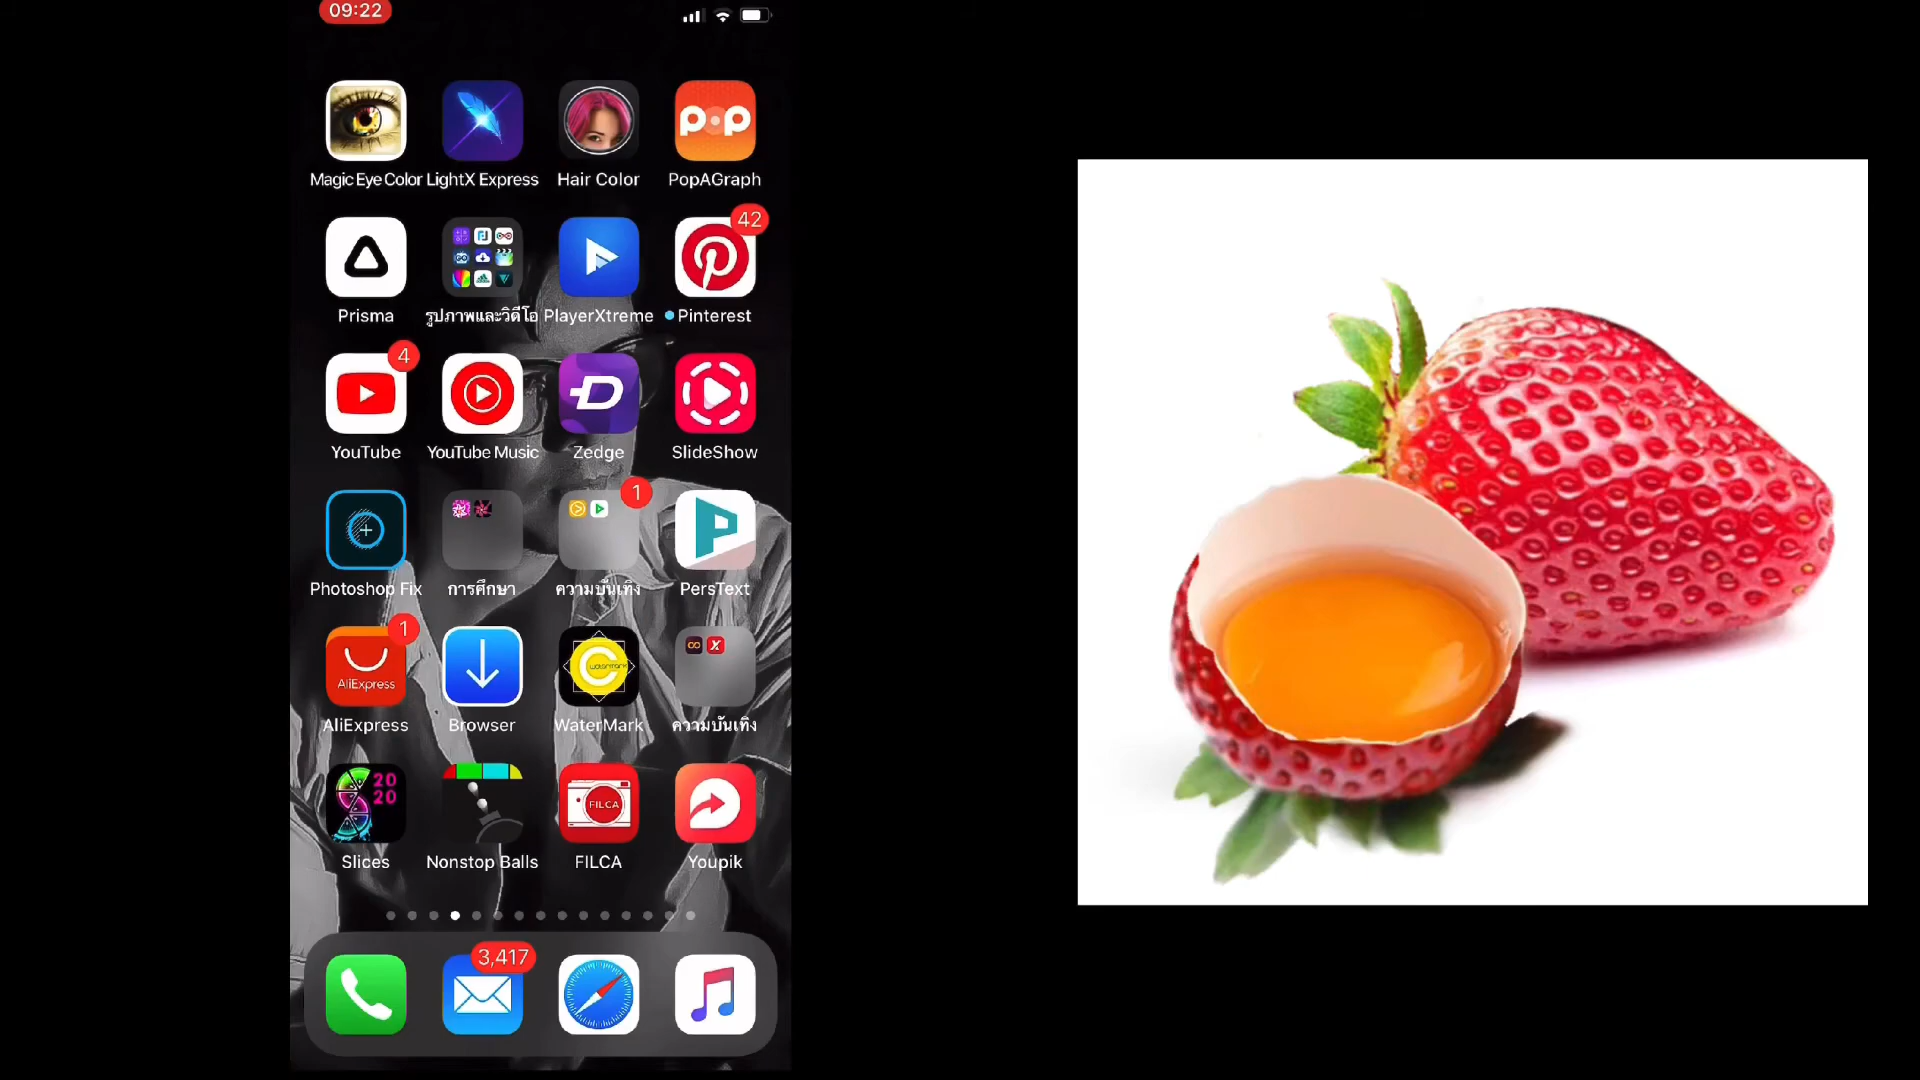 09:22
Magic Eye Color LightX Express Hair Color PopAGraph
pop
42
Prisma รูปภาพและวิดีโอ PlayerXtreme Pinterest
4
YouTube YouTube Music Zedge SlideShow
1
Photoshop Fix การศึกษา ความบันเทิง PersText
1
AliExpress
AliExpress Browser WaterMark ความบันเทิง
20
20
FILCA
Slices Nonstop Balls FILCA Youpik
3,417